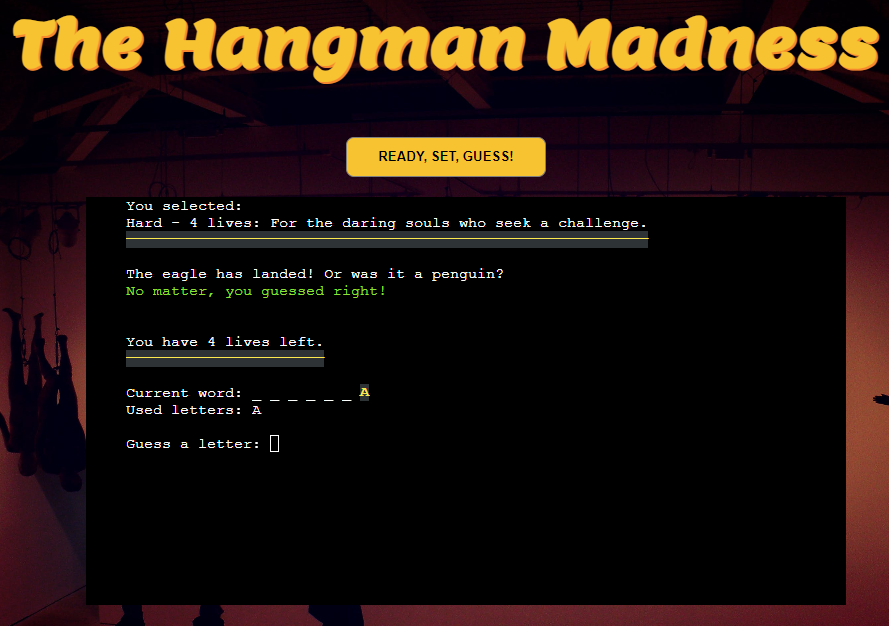 The Hangman Madness
READY, SET, GUESS!
You selected:
Hard - 4 lives: For the daring souls who seek a challenge.
The eagle has landed! Or was it a penguin?
No matter, you guessed right!
You have 4 lives left.
Current word: _ _ _ _ _ _ A
Used letters: A
Guess a letter: